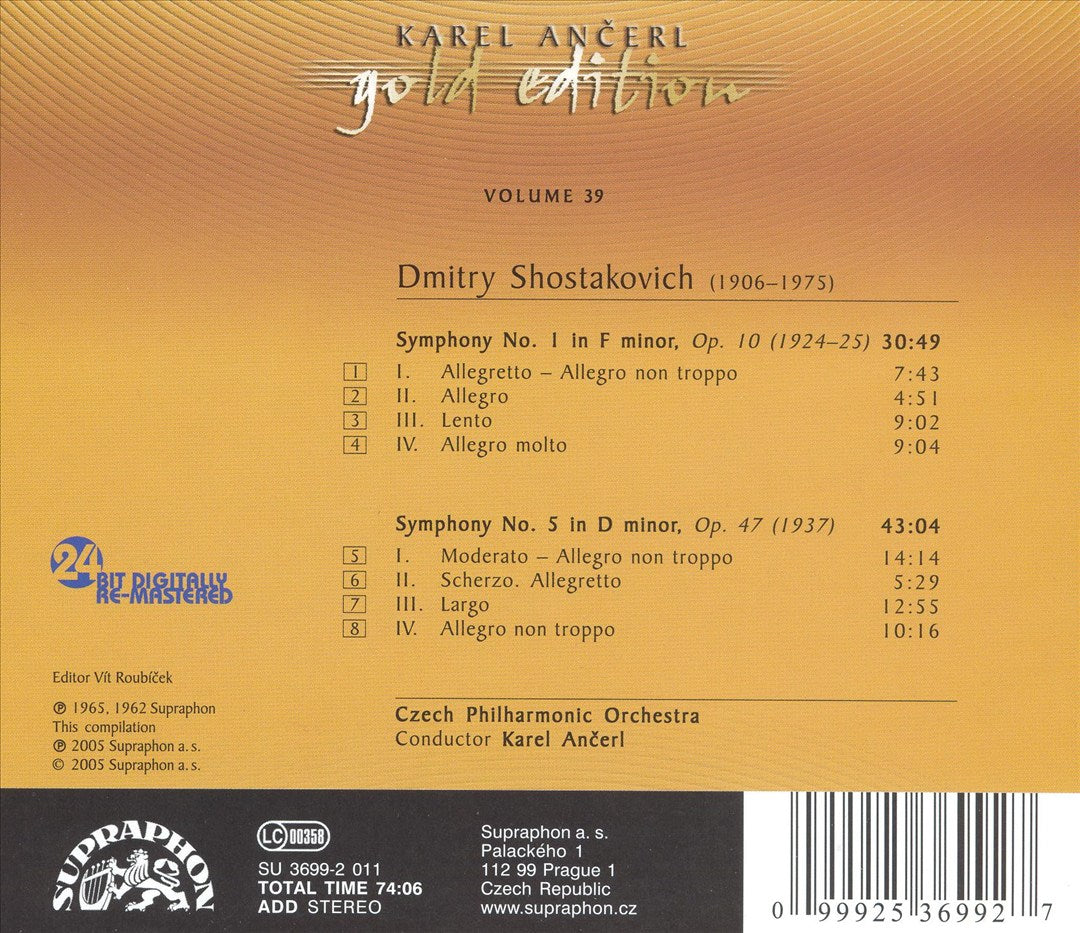 KAREL ANČERL
gold edition
VOLUME 39
Dmitry Shostakovich (1906–1975)
Symphony No. 1 in F minor, Op. 10 (1924–25) 30:49
1 I. Allegretto – Allegro non troppo 7:43
2 II. Allegro 4:51
3 III. Lento 9:02
4 IV. Allegro molto 9:04
Symphony No. 5 in D minor, Op. 47 (1937) 43:04
5 I. Moderato – Allegro non troppo 14:14
6 II. Scherzo. Allegretto 5:29
7 III. Largo 12:55
8 IV. Allegro non troppo 10:16
24
BIT DIGITALLY
RE-MASTERED
Editor Vít Roubíček
℗ 1965, 1962 Supraphon
This compilation
℗ 2005 Supraphon a. s.
© 2005 Supraphon a. s.
Czech Philharmonic Orchestra
Conductor Karel Ančerl
SUPRAPHON
LC 00358
SU 3699-2 011
TOTAL TIME 74:06
ADD STEREO
Supraphon a. s.
Palackého 1
112 99 Prague 1
Czech Republic
www.supraphon.cz
0 99925 36992 7